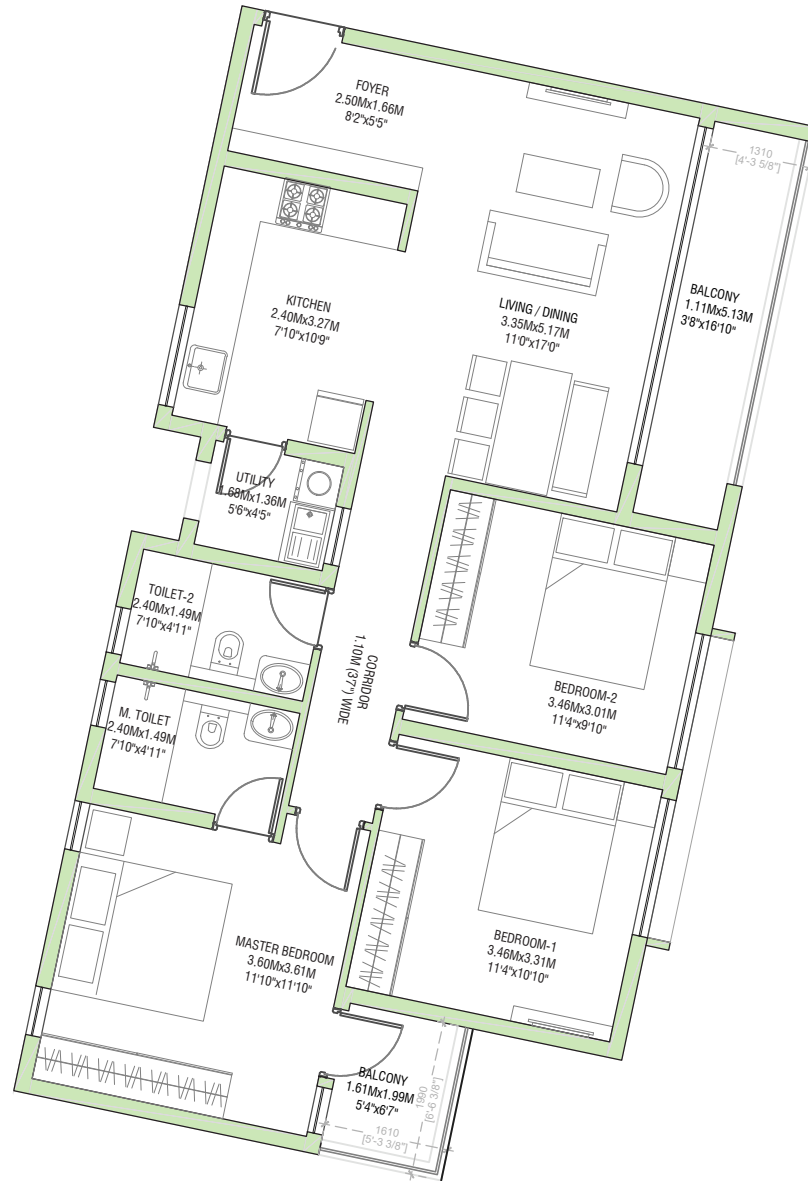 FOYER
2.50Mx1.66M
8'2"x5'5"
1310
[4'-3 5/8"]
BALCONY
1.11Mx5.13M
3'8"x16'10"
KITCHEN
2.40Mx3.27M
7'10"x10'9"
LIVING / DINING
3.35Mx5.17M
11'0"x17'0"
UTILITY
1.68Mx1.36M
5'6"x4'5"
TOILET-2
2.40Mx1.49M
7'10"x4'11"
CORRIDOR
1.10M (3'7") WIDE
BEDROOM-2
3.46Mx3.01M
11'4"x9'10"
M. TOILET
2.40Mx1.49M
7'10"x4'11"
MASTER BEDROOM
3.60Mx3.61M
11'10"x11'10"
BEDROOM-1
3.46Mx3.31M
11'4"x10'10"
BALCONY
1.61Mx1.99M
5'4"x6'7"
1990
[6'-6 3/8"]
1610
[5'-3 3/8"]